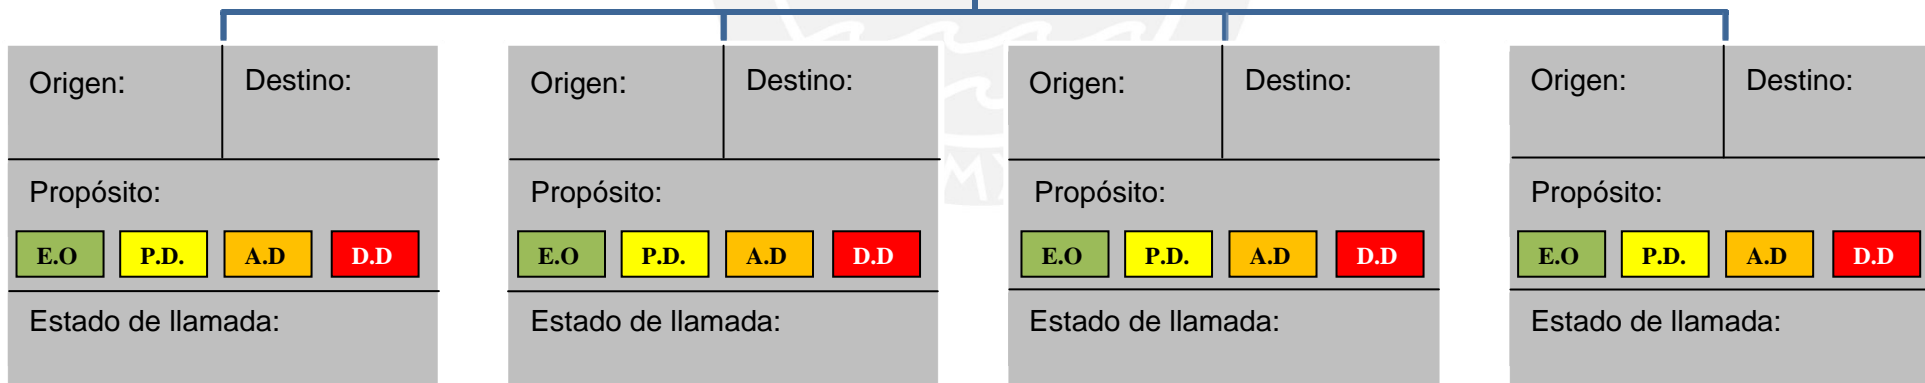 Origen: Destino: Origen: Destino: Origen: Destino: Origen: Destino:
Propósito: Propósito: Propósito: Propósito:
E.O P.D. A.D D.D E.O P.D. A.D D.D E.O P.D. A.D D.D E.O P.D. A.D D.D
Estado de llamada: Estado de llamada: Estado de llamada: Estado de llamada: